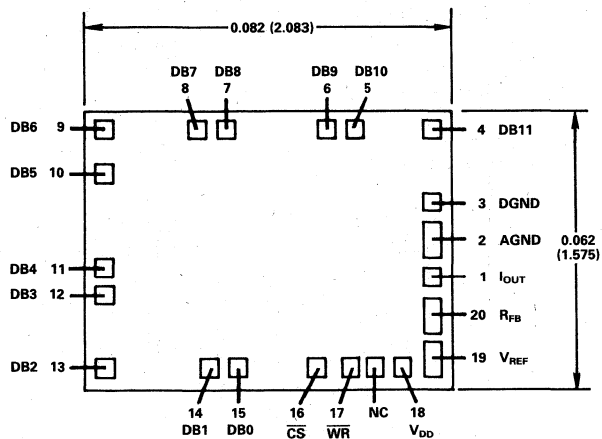 0.082 (2.083)
DB7 DB8 DB9 DB10
8 7 6 5
DB6 9
4 DB11
DB5 10
3 DGND
2 AGND
0.062
(1.575)
DB4 11
1 IOUT
DB3 12
20 RFB
19 VREF
DB2 13
14 15 16 17 NC 18
DB1 DB0 C̅S̅ W̅R̅ VDD